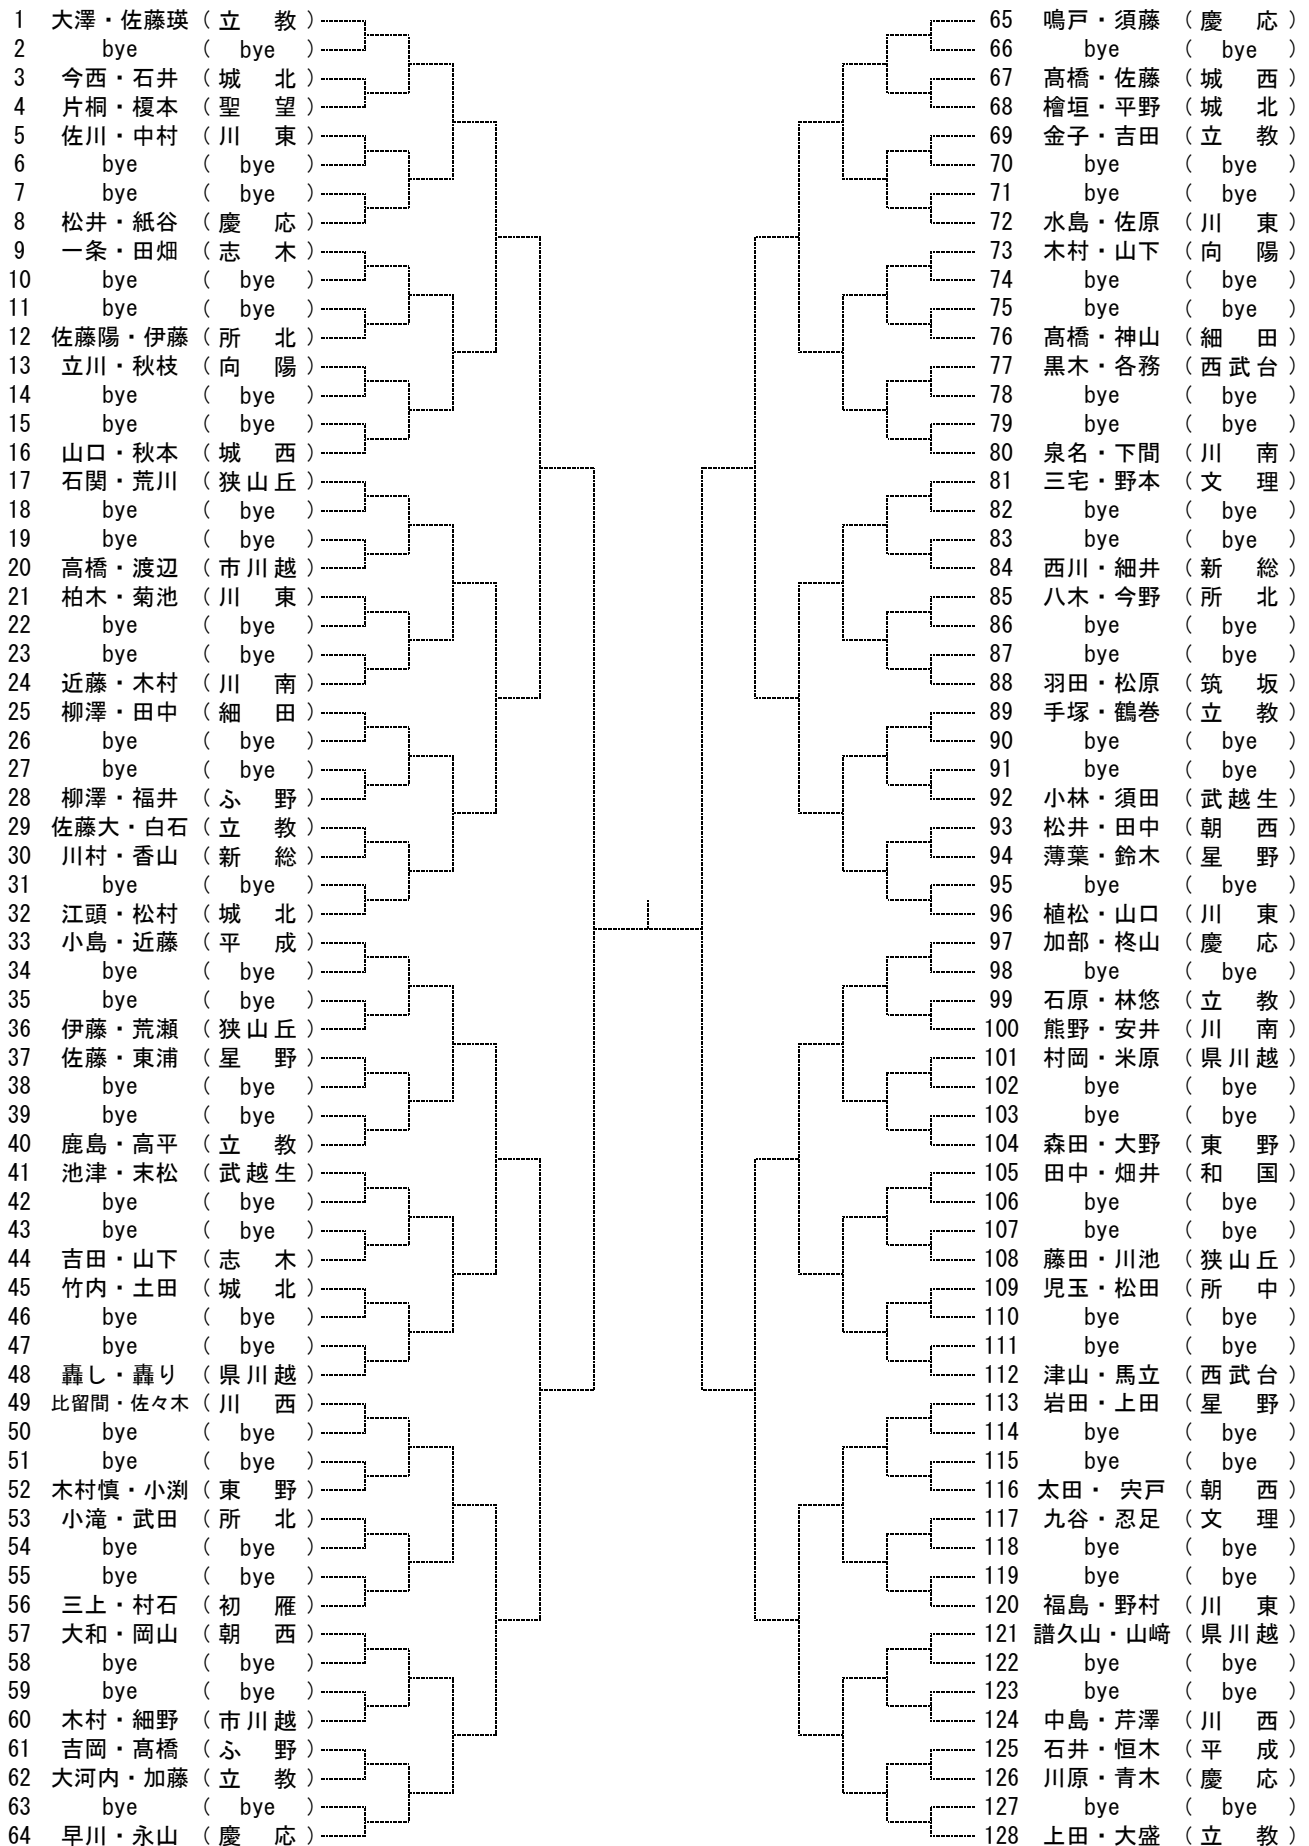 1 大澤・佐藤瑛 （立 教）
2 bye （ bye ）
3 今西・石井 （城 北）
4 片桐・榎本 （聖 望）
5 佐川・中村 （川 東）
6 bye （ bye ）
7 bye （ bye ）
8 松井・紙谷 （慶 応）
9 一条・田畑 （志 木）
10 bye （ bye ）
11 bye （ bye ）
12 佐藤陽・伊藤 （所 北）
13 立川・秋枝 （向 陽）
14 bye （ bye ）
15 bye （ bye ）
16 山口・秋本 （城 西）
17 石関・荒川 （狭山丘）
18 bye （ bye ）
19 bye （ bye ）
20 高橋・渡辺 （市川越）
21 柏木・菊池 （川 東）
22 bye （ bye ）
23 bye （ bye ）
24 近藤・木村 （川 南）
25 柳澤・田中 （細 田）
26 bye （ bye ）
27 bye （ bye ）
28 柳澤・福井 （ふ 野）
29 佐藤大・白石 （立 教）
30 川村・香山 （新 総）
31 bye （ bye ）
32 江頭・松村 （城 北）
33 小島・近藤 （平 成）
34 bye （ bye ）
35 bye （ bye ）
36 伊藤・荒瀬 （狭山丘）
37 佐藤・東浦 （星 野）
38 bye （ bye ）
39 bye （ bye ）
40 鹿島・高平 （立 教）
41 池津・末松 （武越生）
42 bye （ bye ）
43 bye （ bye ）
44 吉田・山下 （志 木）
45 竹内・土田 （城 北）
46 bye （ bye ）
47 bye （ bye ）
48 轟し・轟り （県川越）
49 比留間・佐々木 （川 西）
50 bye （ bye ）
51 bye （ bye ）
52 木村慎・小渕 （東 野）
53 小滝・武田 （所 北）
54 bye （ bye ）
55 bye （ bye ）
56 三上・村石 （初 雁）
57 大和・岡山 （朝 西）
58 bye （ bye ）
59 bye （ bye ）
60 木村・細野 （市川越）
61 吉岡・髙橋 （ふ 野）
62 大河内・加藤 （立 教）
63 bye （ bye ）
64 早川・永山 （慶 応）
65 鳴戸・須藤 （慶 応）
66 bye （ bye ）
67 髙橋・佐藤 （城 西）
68 檜垣・平野 （城 北）
69 金子・吉田 （立 教）
70 bye （ bye ）
71 bye （ bye ）
72 水島・佐原 （川 東）
73 木村・山下 （向 陽）
74 bye （ bye ）
75 bye （ bye ）
76 髙橋・神山 （細 田）
77 黒木・各務 （西武台）
78 bye （ bye ）
79 bye （ bye ）
80 泉名・下間 （川 南）
81 三宅・野本 （文 理）
82 bye （ bye ）
83 bye （ bye ）
84 西川・細井 （新 総）
85 八木・今野 （所 北）
86 bye （ bye ）
87 bye （ bye ）
88 羽田・松原 （筑 坂）
89 手塚・鶴巻 （立 教）
90 bye （ bye ）
91 bye （ bye ）
92 小林・須田 （武越生）
93 松井・田中 （朝 西）
94 薄葉・鈴木 （星 野）
95 bye （ bye ）
96 植松・山口 （川 東）
97 加部・柊山 （慶 応）
98 bye （ bye ）
99 石原・林悠 （立 教）
100 熊野・安井 （川 南）
101 村岡・米原 （県川越）
102 bye （ bye ）
103 bye （ bye ）
104 森田・大野 （東 野）
105 田中・畑井 （和 国）
106 bye （ bye ）
107 bye （ bye ）
108 藤田・川池 （狭山丘）
109 児玉・松田 （所 中）
110 bye （ bye ）
111 bye （ bye ）
112 津山・馬立 （西武台）
113 岩田・上田 （星 野）
114 bye （ bye ）
115 bye （ bye ）
116 太田・ 宍戸 （朝 西）
117 九谷・忍足 （文 理）
118 bye （ bye ）
119 bye （ bye ）
120 福島・野村 （川 東）
121 譜久山・山﨑 （県川越）
122 bye （ bye ）
123 bye （ bye ）
124 中島・芹澤 （川 西）
125 石井・恒木 （平 成）
126 川原・青木 （慶 応）
127 bye （ bye ）
128 上田・大盛 （立 教）